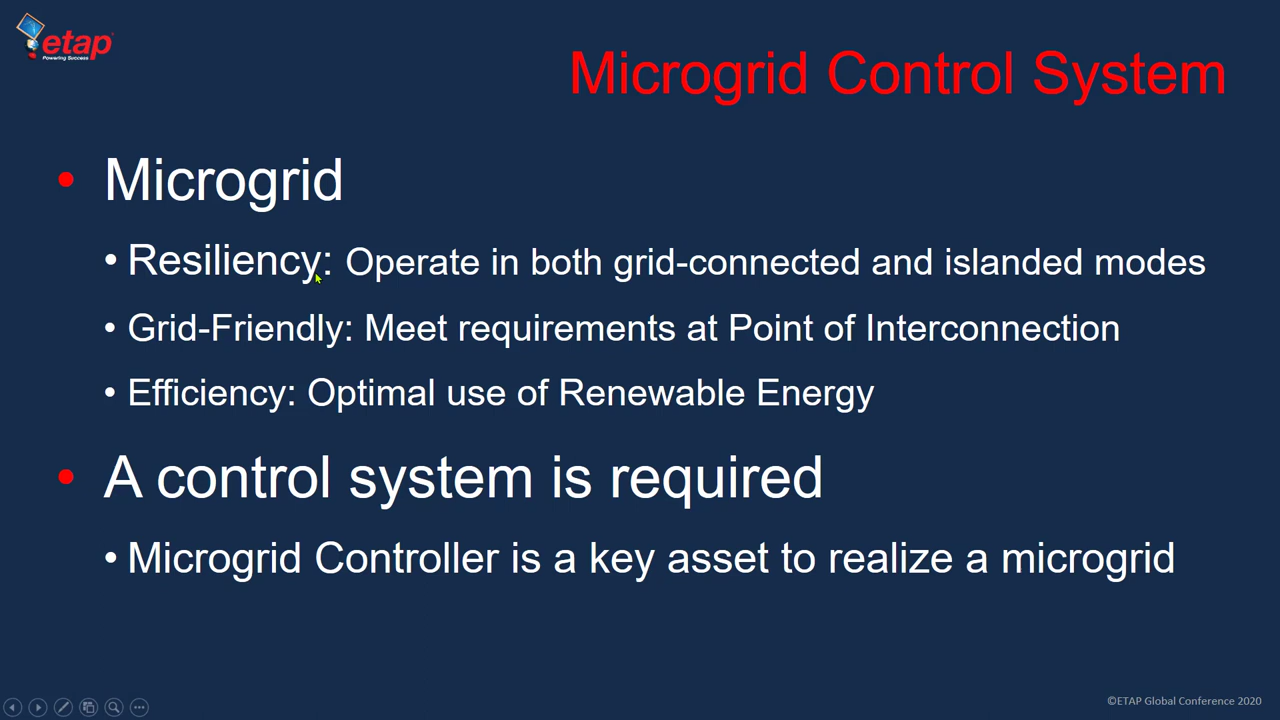 etap
Powering Success
Microgrid Control System
• Microgrid
• Resiliency: Operate in both grid-connected and islanded modes
• Grid-Friendly: Meet requirements at Point of Interconnection
• Efficiency: Optimal use of Renewable Energy
• A control system is required
• Microgrid Controller is a key asset to realize a microgrid
©ETAP Global Conference 2020